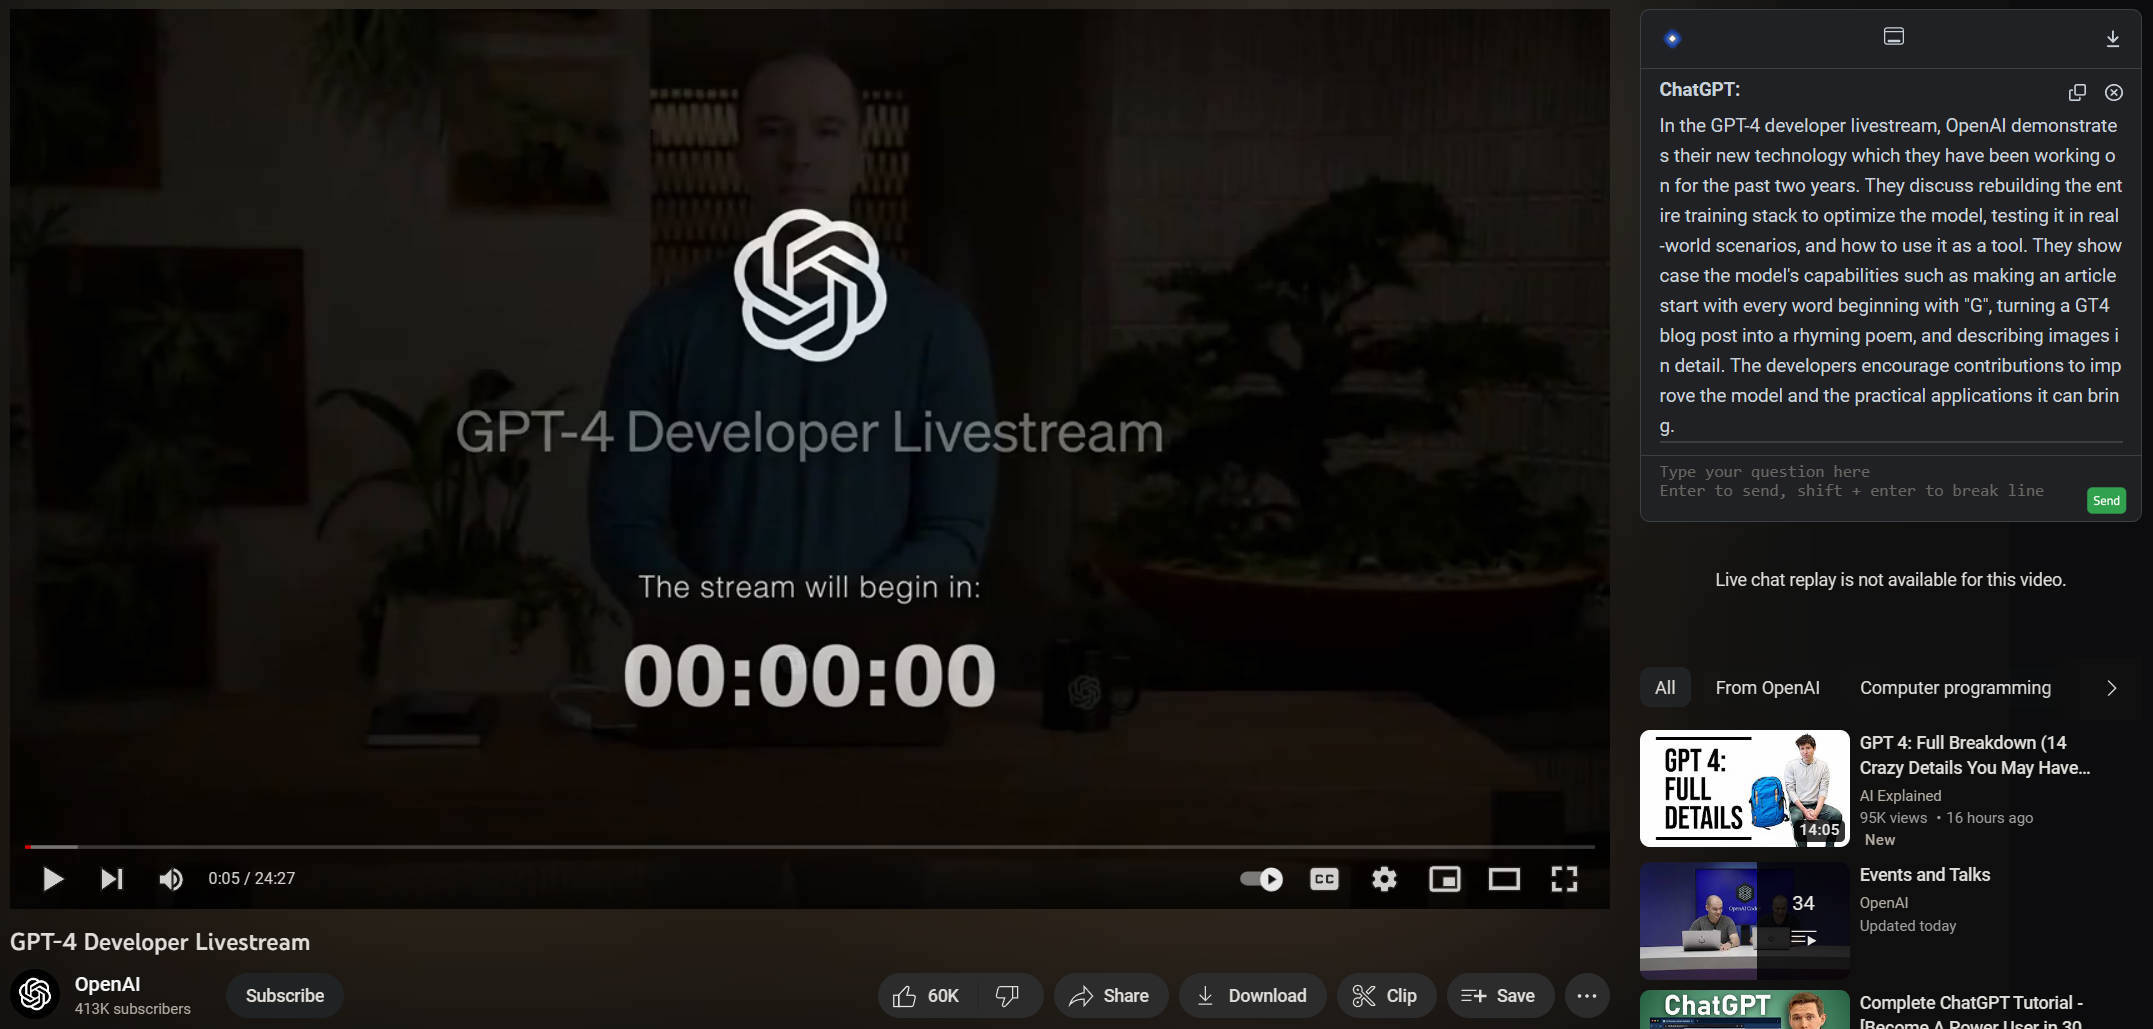 GPT-4 Developer Livestream
The stream will begin in:
00:00:00
0:05 / 24:27
CC
GPT-4 Developer Livestream
OpenAI
413K subscribers
Subscribe
60K
Share
Download
Clip
Save
ChatGPT:
In the GPT-4 developer livestream, OpenAI demonstrate
s their new technology which they have been working o
n for the past two years. They discuss rebuilding the ent
ire training stack to optimize the model, testing it in real
-world scenarios, and how to use it as a tool. They show
case the model's capabilities such as making an article
start with every word beginning with "G", turning a GT4
blog post into a rhyming poem, and describing images i
n detail. The developers encourage contributions to imp
rove the model and the practical applications it can brin
g.
Type your question here
Enter to send, shift + enter to break line
Send
Live chat replay is not available for this video.
All
From OpenAI
Computer programming
GPT 4:
FULL
DETAILS
14:05
GPT 4: Full Breakdown (14
Crazy Details You May Have...
AI Explained
95K views • 16 hours ago
New
34
Events and Talks
OpenAI
Updated today
ChatGPT
Complete ChatGPT Tutorial -
[Become A Power User in 30